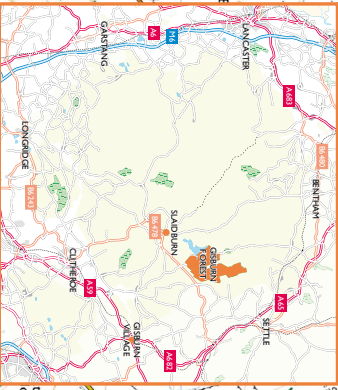 GARSTANG
A6
M6
LANCASTER
A683
LONGRIDGE
B6480
BENTHAM
B6243
SLAIDBURN
B6478
GISBURN
FOREST
CLITHEROE
A59
A65
SETTLE
GISBURN
VILLAGE
A682